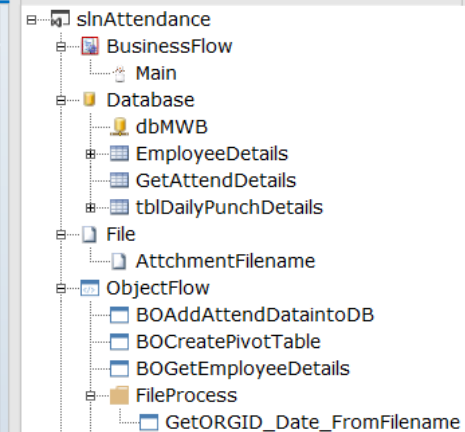 slnAttendance
BusinessFlow
Main
Database
dbMWB
EmployeeDetails
GetAttendDetails
tblDailyPunchDetails
File
AttchmentFilename
ObjectFlow
BOAddAttendDataintoDB
BOCreatePivotTable
BOGetEmployeeDetails
FileProcess
GetORGID_Date_FromFilename